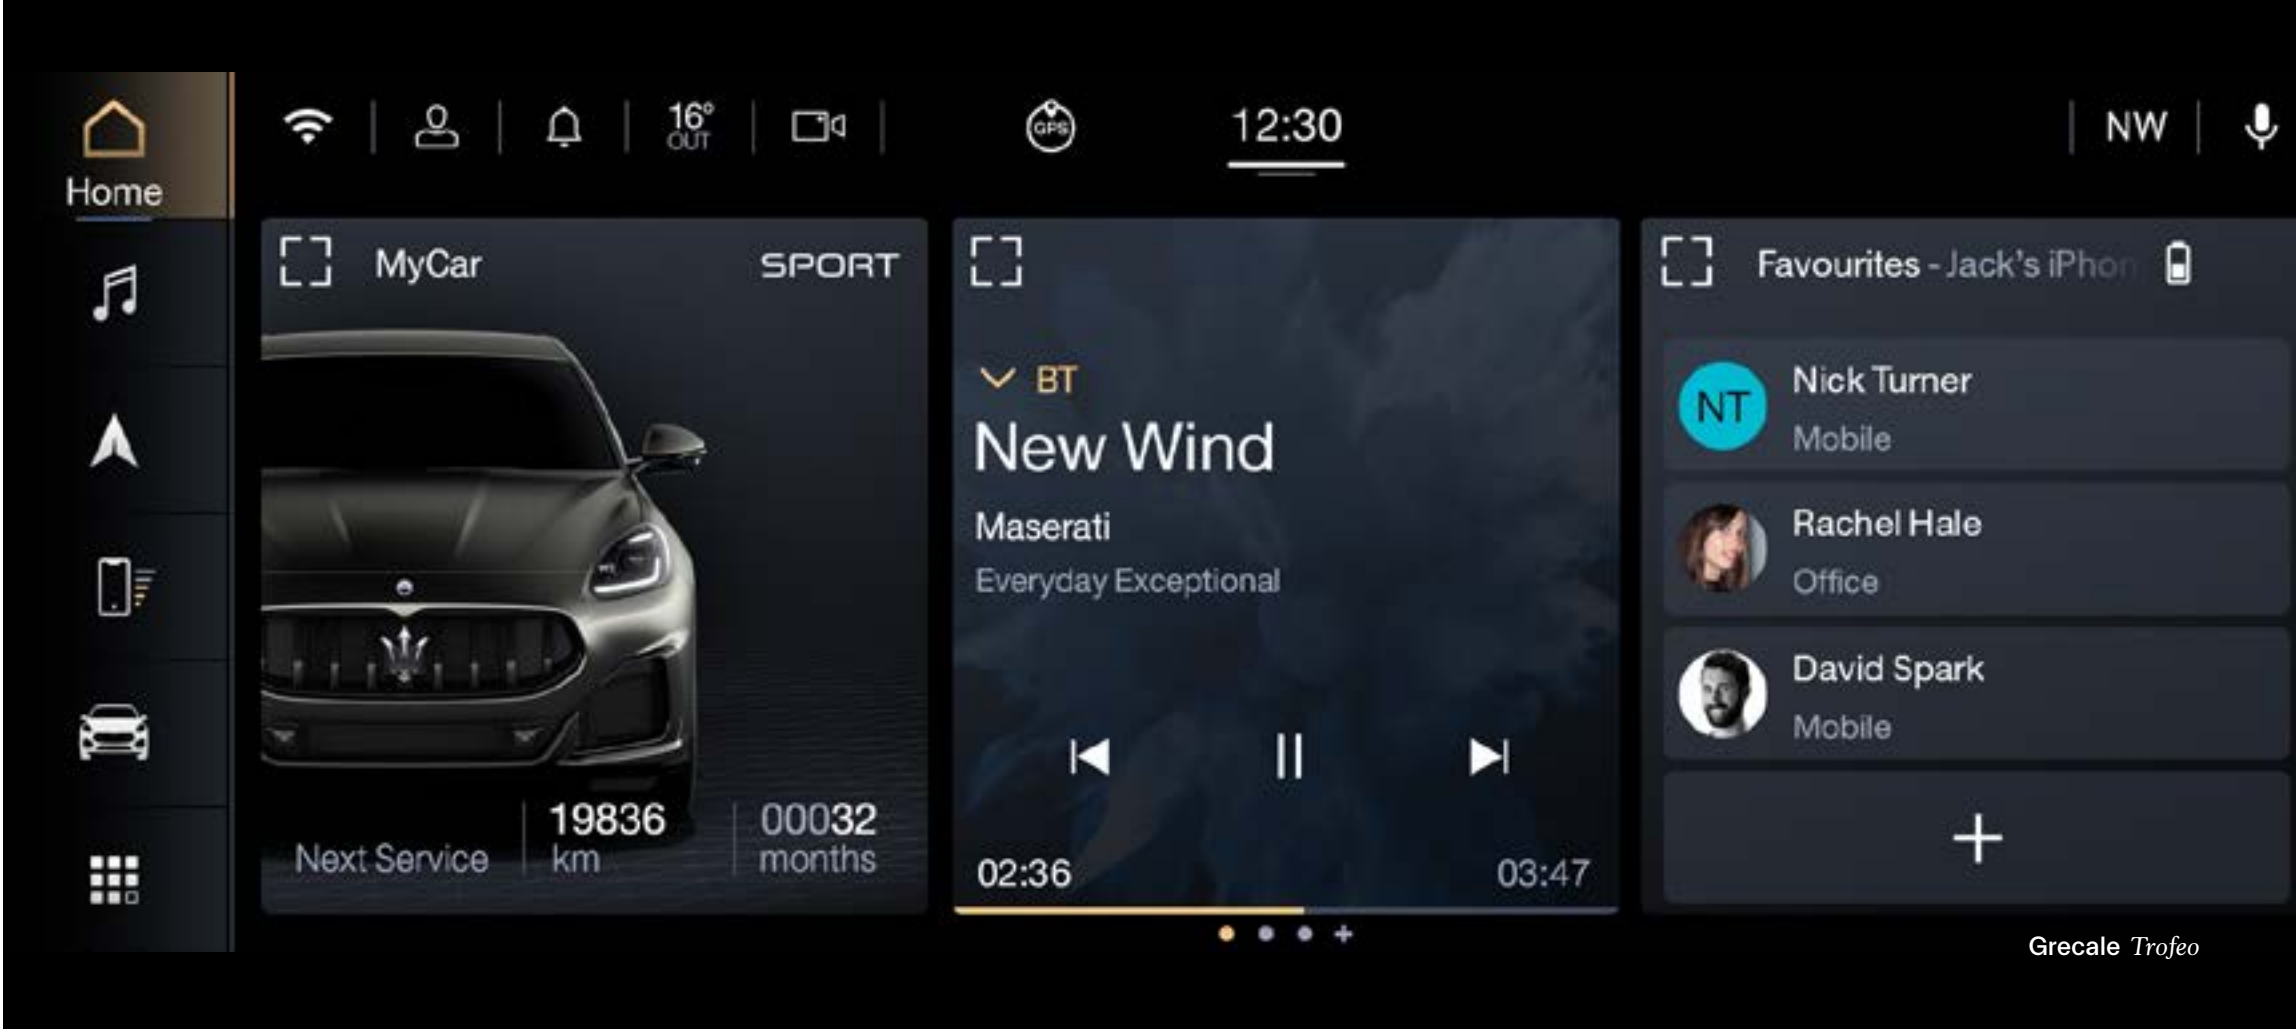 Home
16°
OUT
GPS
12:30
NW
MyCar
SPORT
Next Service
19836
km
00032
months
BT
New Wind
Maserati
Everyday Exceptional
02:36
03:47
Favourites - Jack's iPhon
NT
Nick Turner
Mobile
Rachel Hale
Office
David Spark
Mobile
Grecale Trofeo